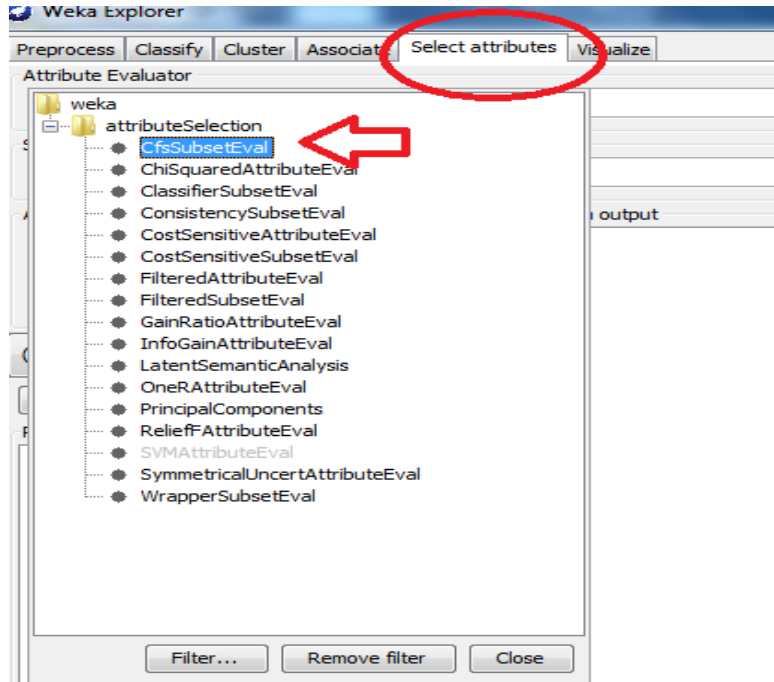 Weka Explorer
Preprocess Classify Cluster Associate Select attributes Visualize
Attribute Evaluator
weka
attributeSelection
CfsSubsetEval
ChiSquaredAttributeEval
ClassifierSubsetEval
ConsistencySubsetEval
output
CostSensitiveAttributeEval
CostSensitiveSubsetEval
FilteredAttributeEval
FilteredSubsetEval
GainRatioAttributeEval
InfoGainAttributeEval
LatentSemanticAnalysis
OneRAttributeEval
PrincipalComponents
ReliefFAttributeEval
SVMAttributeEval
SymmetricalUncertAttributeEval
WrapperSubsetEval
Filter... Remove filter Close